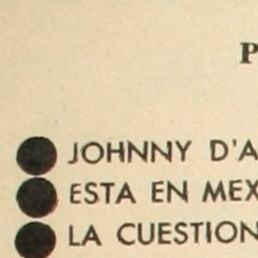 P
JOHNNY D'A
ESTA EN MEX
LA CUESTION